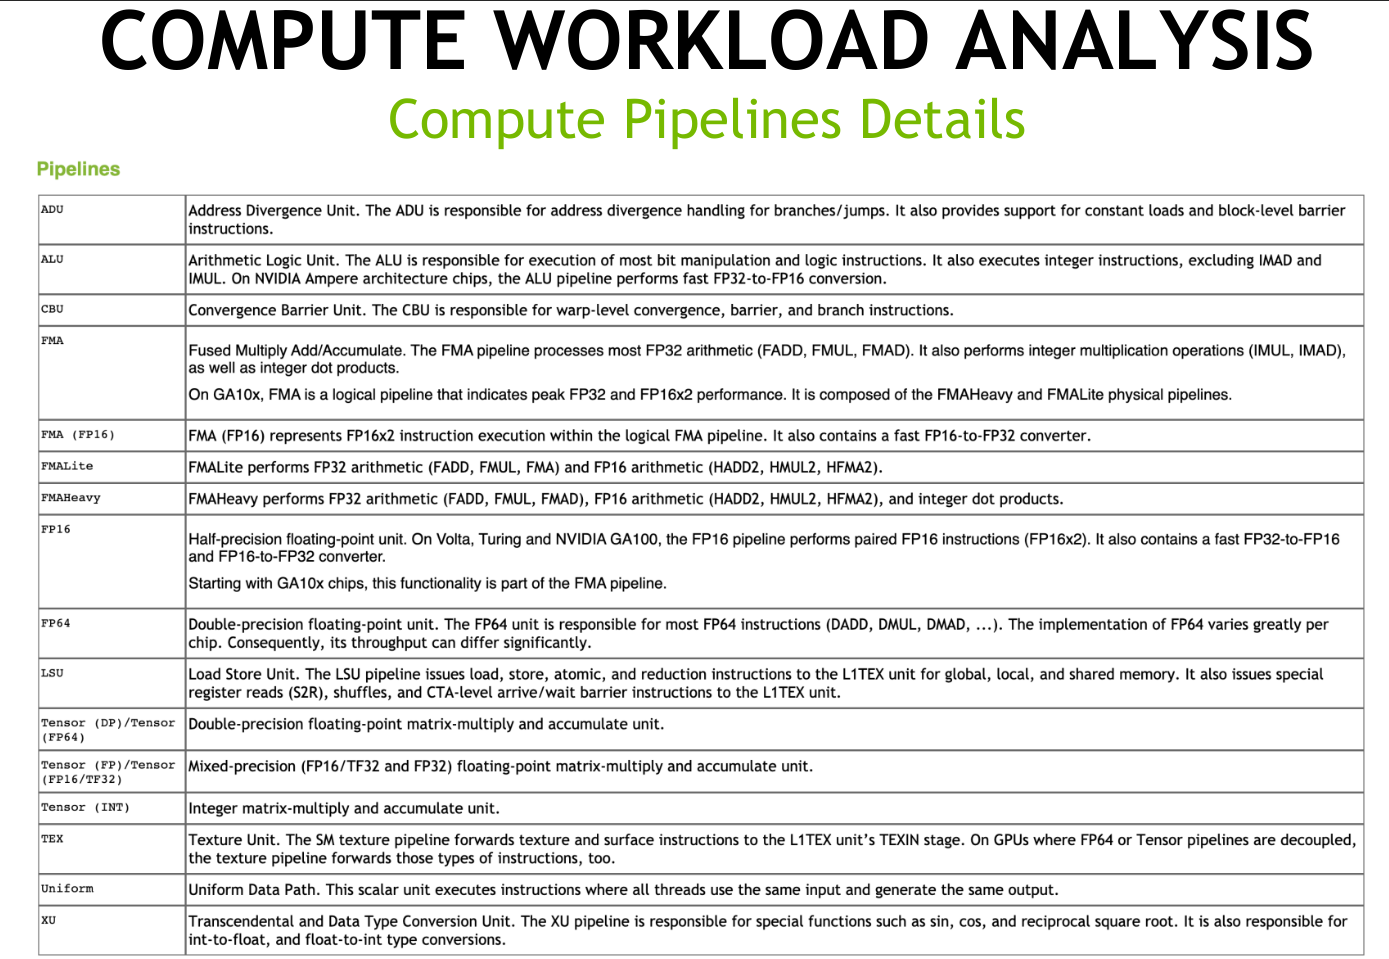 COMPUTE WORKLOAD ANALYSIS
Compute Pipelines Details
Pipelines
ADU
Address Divergence Unit. The ADU is responsible for address divergence handling for branches/jumps. It also provides support for constant loads and block-level barrier
instructions.
ALU
Arithmetic Logic Unit. The ALU is responsible for execution of most bit manipulation and logic instructions. It also executes integer instructions, excluding IMAD and
IMUL. On NVIDIA Ampere architecture chips, the ALU pipeline performs fast FP32-to-FP16 conversion.
CBU
Convergence Barrier Unit. The CBU is responsible for warp-level convergence, barrier, and branch instructions.
FMA
Fused Multiply Add/Accumulate. The FMA pipeline processes most FP32 arithmetic (FADD, FMUL, FMAD). It also performs integer multiplication operations (IMUL, IMAD),
as well as integer dot products.
On GA10x, FMA is a logical pipeline that indicates peak FP32 and FP16x2 performance. It is composed of the FMAHeavy and FMALite physical pipelines.
FMA (FP16)
FMA (FP16) represents FP16x2 instruction execution within the logical FMA pipeline. It also contains a fast FP16-to-FP32 converter.
FMALite
FMALite performs FP32 arithmetic (FADD, FMUL, FMA) and FP16 arithmetic (HADD2, HMUL2, HFMA2).
FMAHeavy
FMAHeavy performs FP32 arithmetic (FADD, FMUL, FMAD), FP16 arithmetic (HADD2, HMUL2, HFMA2), and integer dot products.
FP16
Half-precision floating-point unit. On Volta, Turing and NVIDIA GA100, the FP16 pipeline performs paired FP16 instructions (FP16x2). It also contains a fast FP32-to-FP16
and FP16-to-FP32 converter.
Starting with GA10x chips, this functionality is part of the FMA pipeline.
FP64
Double-precision floating-point unit. The FP64 unit is responsible for most FP64 instructions (DADD, DMUL, DMAD, ...). The implementation of FP64 varies greatly per
chip. Consequently, its throughput can differ significantly.
LSU
Load Store Unit. The LSU pipeline issues load, store, atomic, and reduction instructions to the L1TEX unit for global, local, and shared memory. It also issues special
register reads (S2R), shuffles, and CTA-level arrive/wait barrier instructions to the L1TEX unit.
Tensor (DP)/Tensor
(FP64)
Double-precision floating-point matrix-multiply and accumulate unit.
Tensor (FP)/Tensor
(FP16/TF32)
Mixed-precision (FP16/TF32 and FP32) floating-point matrix-multiply and accumulate unit.
Tensor (INT)
Integer matrix-multiply and accumulate unit.
TEX
Texture Unit. The SM texture pipeline forwards texture and surface instructions to the L1TEX unit's TEXIN stage. On GPUs where FP64 or Tensor pipelines are decoupled,
the texture pipeline forwards those types of instructions, too.
Uniform
Uniform Data Path. This scalar unit executes instructions where all threads use the same input and generate the same output.
XU
Transcendental and Data Type Conversion Unit. The XU pipeline is responsible for special functions such as sin, cos, and reciprocal square root. It is also responsible for
int-to-float, and float-to-int type conversions.